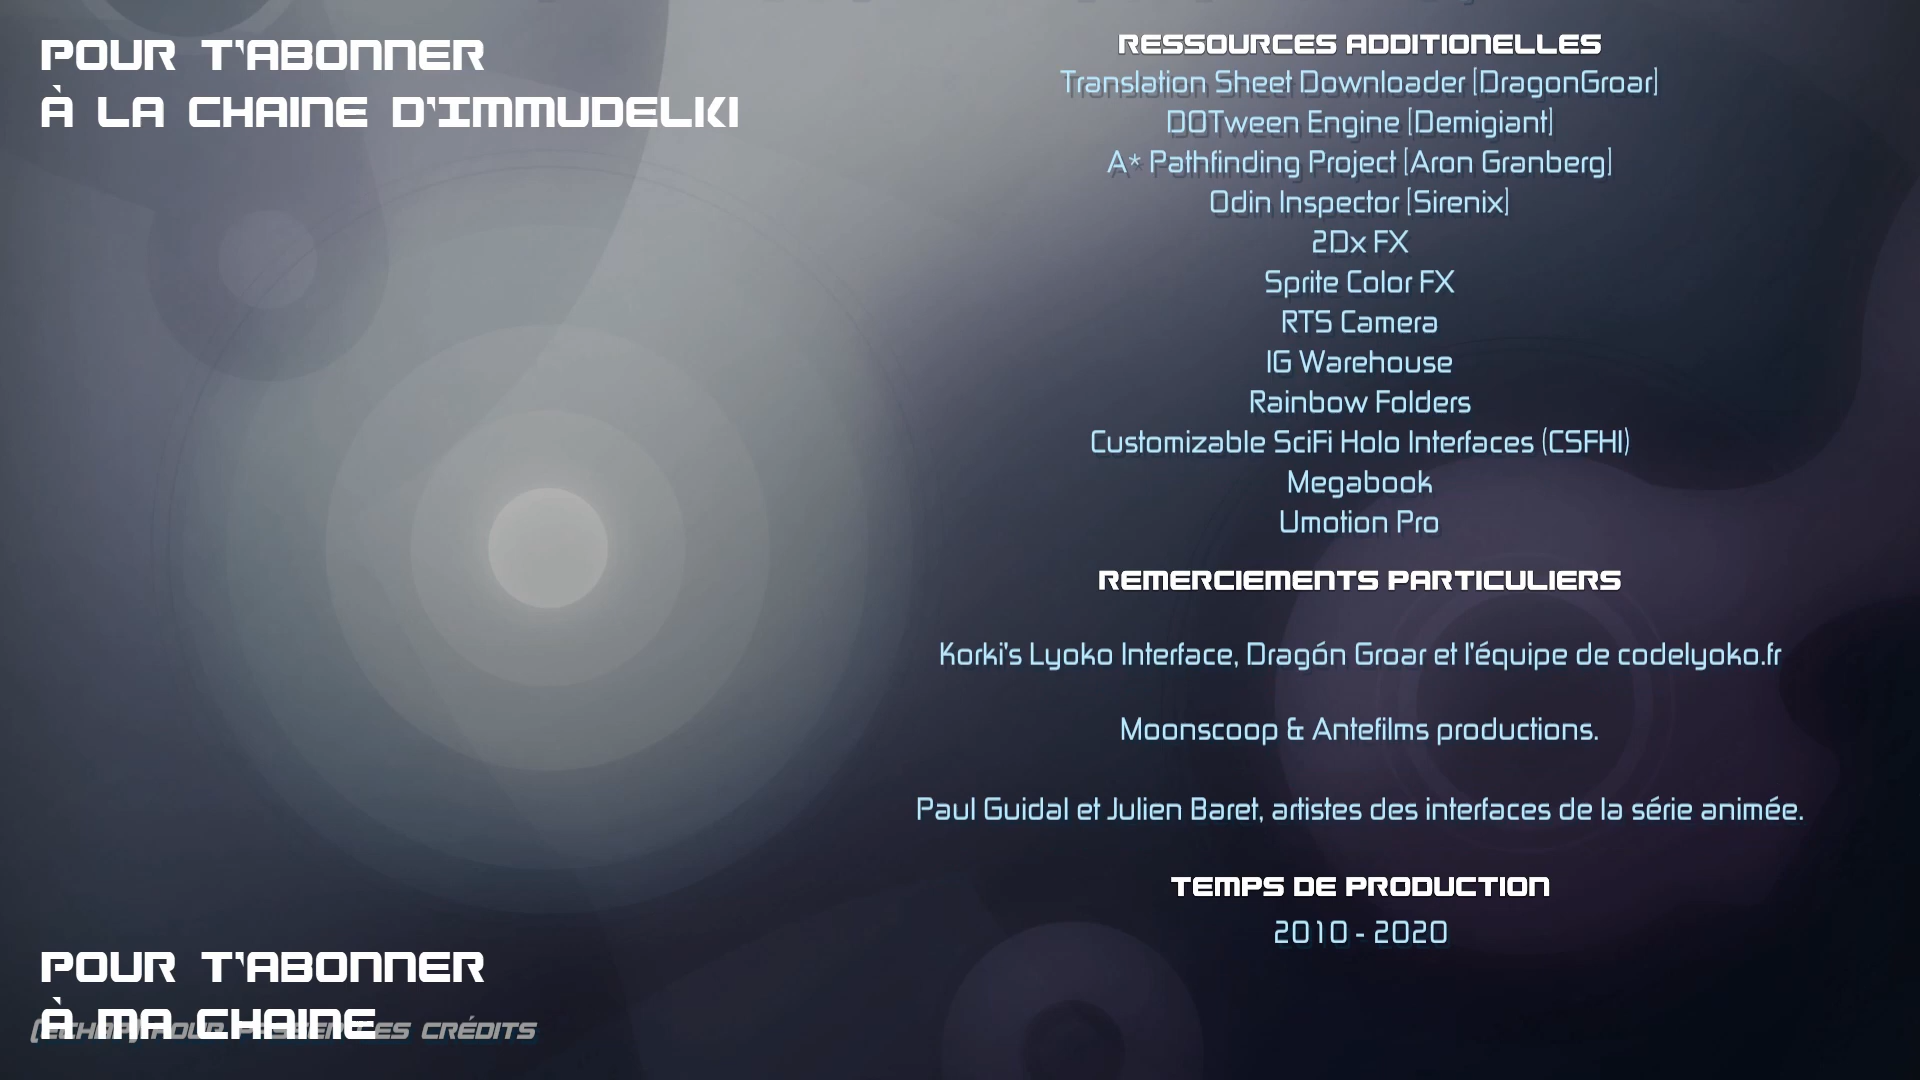 POUR T'ABONNER
À LA CHAINE D'IMMUDELKI
RESSOURCES ADDITIONELLES
Translation Sheet Downloader [DragonGroar]
DOTween Engine [Demigiant]
A* Pathfinding Project [Aron Granberg]
Odin Inspector [Sirenix]
2Dx FX
Sprite Color FX
RTS Camera
IG Warehouse
Rainbow Folders
Customizable SciFi Holo Interfaces (CSFHI)
Megabook
Umotion Pro
REMERCIEMENTS PARTICULIERS
Korki's Lyoko Interface, Dragón Groar et l'équipe de codelyoko.fr
Moonscoop & Antefilms productions.
Paul Guidal et Julien Baret, artistes des interfaces de la série animée.
TEMPS DE PRODUCTION
2010 - 2020
POUR T'ABONNER
À MA CHAINE
(ECHAP) POUR PASSER LES CRÉDITS